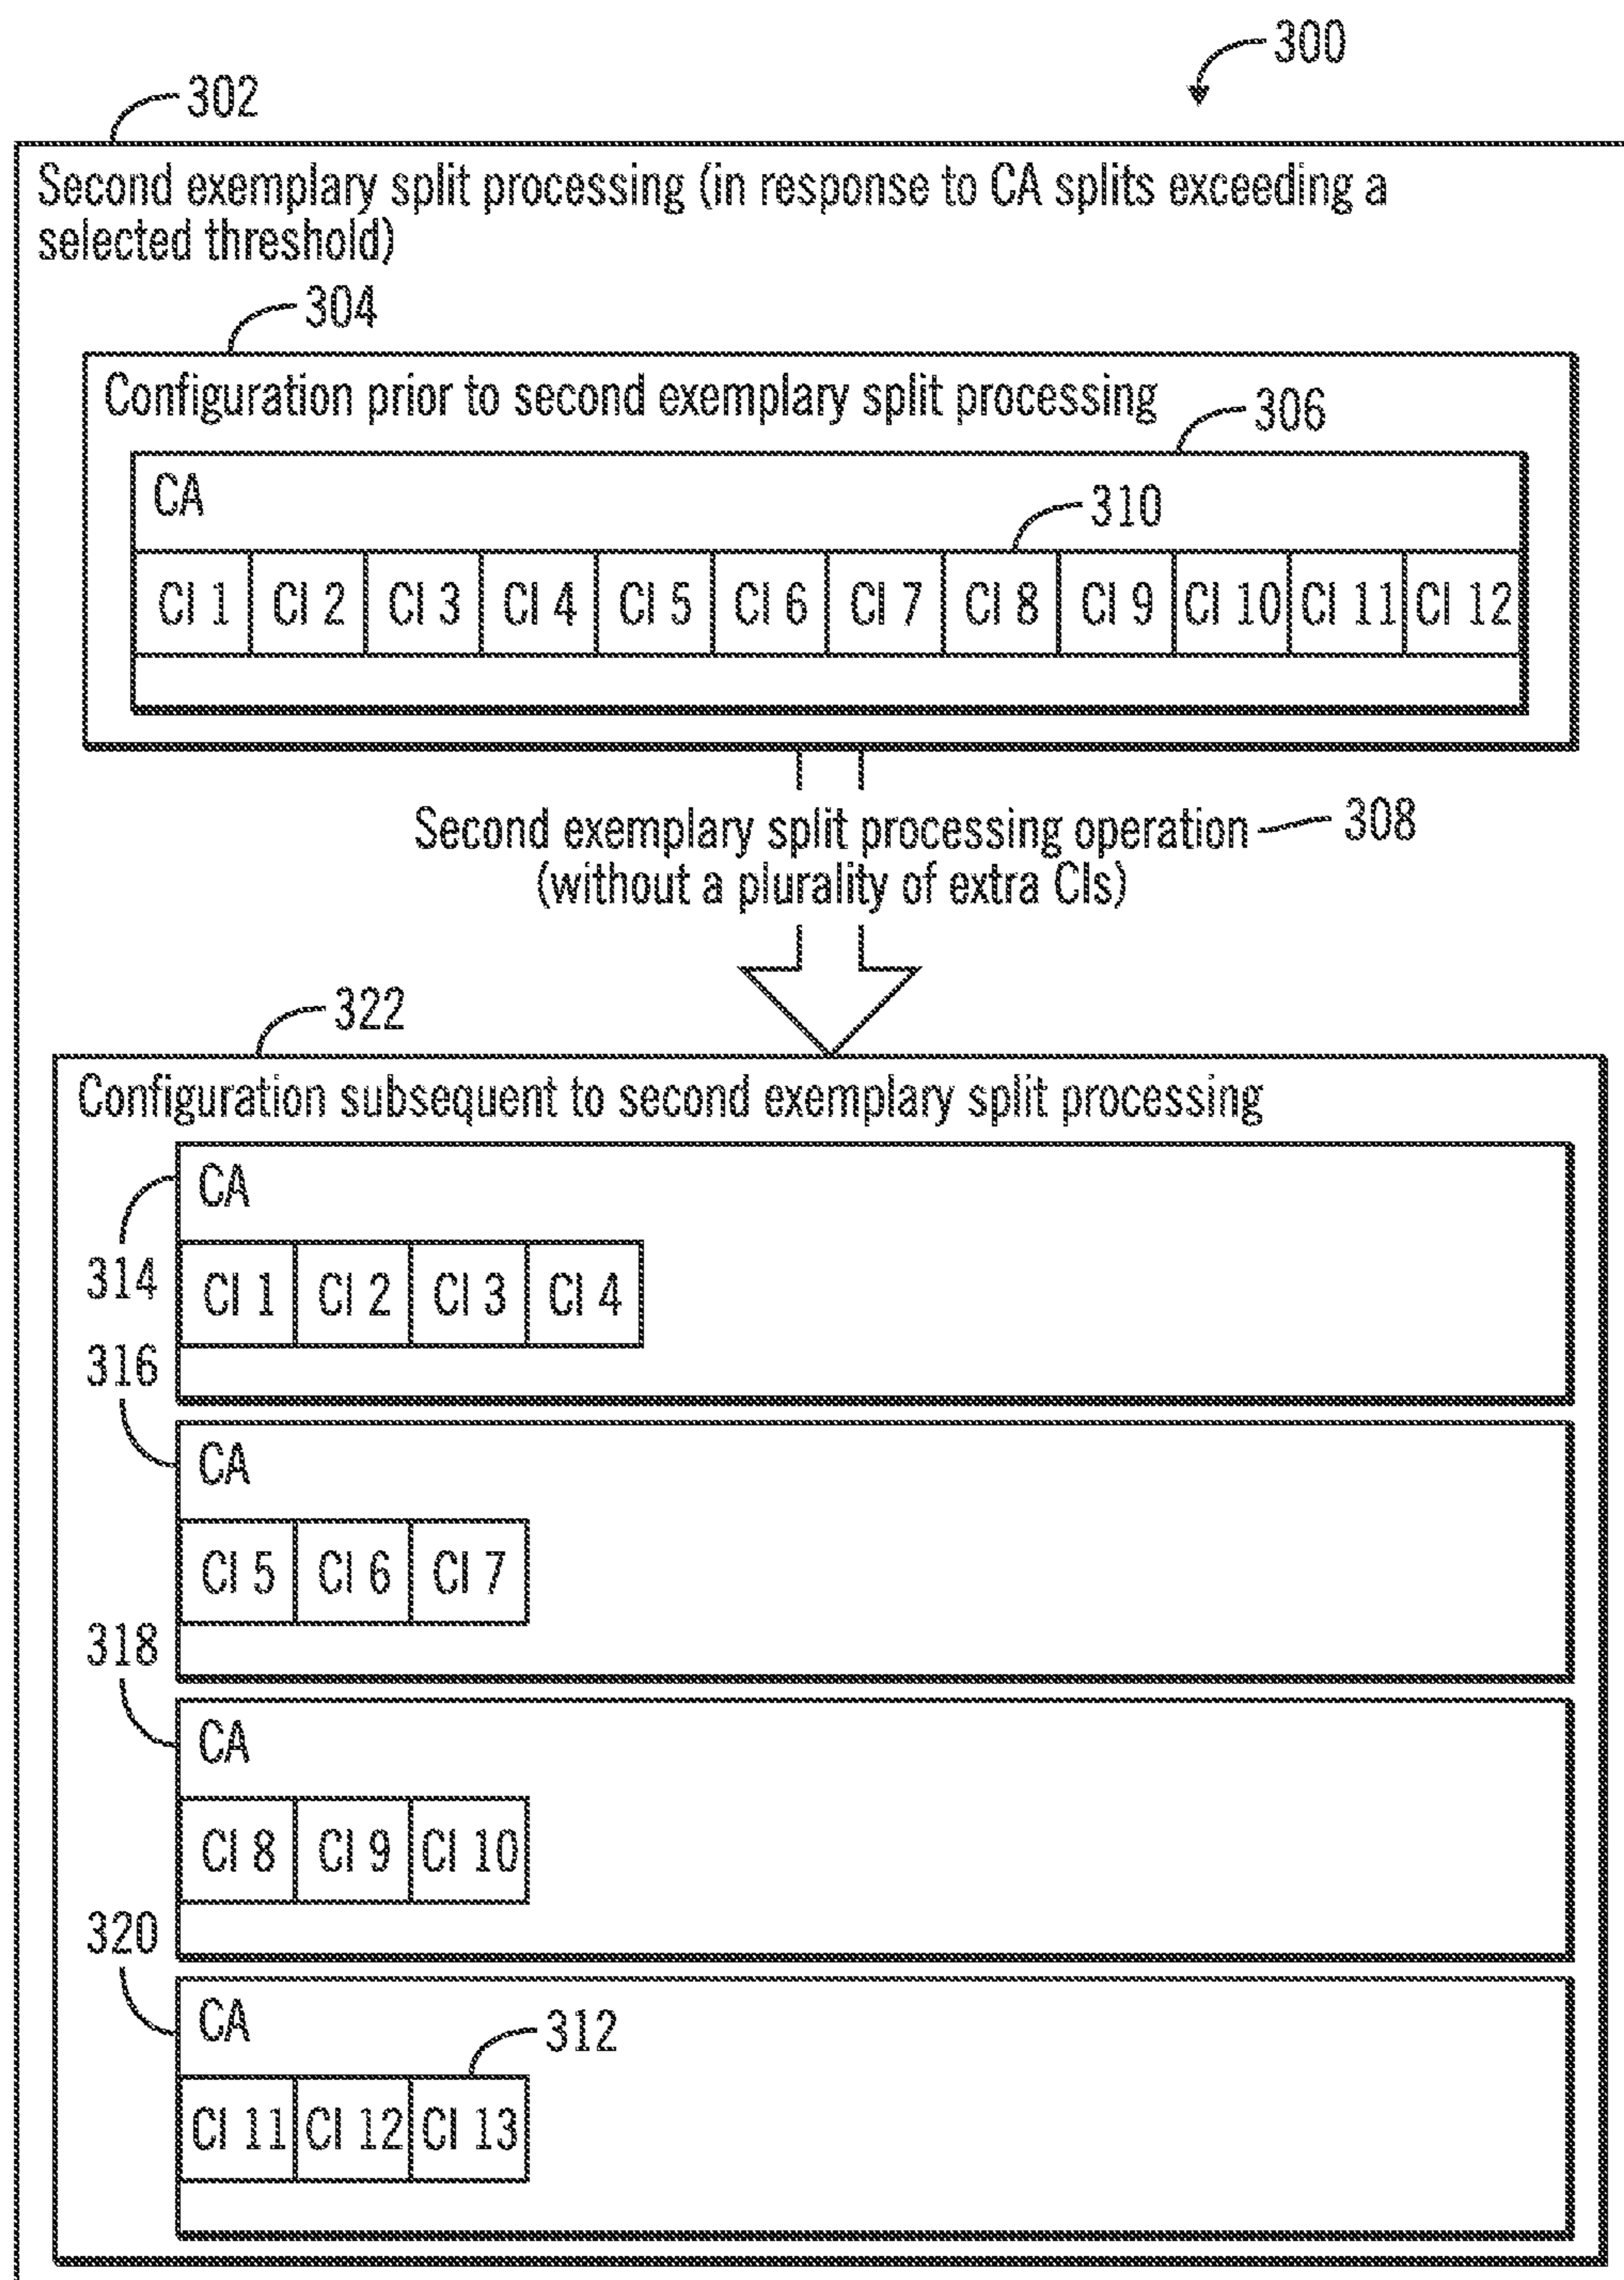 300
302
Second exemplary split processing (in response to CA splits exceeding a
selected threshold)
304
Configuration prior to second exemplary split processing
306
CA
310
CI 1 CI 2 CI 3 CI 4 CI 5 CI 6 CI 7 CI 8 CI 9 CI 10 CI 11 CI 12
Second exemplary split processing operation 308
(without a plurality of extra CIs)
322
Configuration subsequent to second exemplary split processing
CA
314
CI 1 CI 2 CI 3 CI 4
316
CA
CI 5 CI 6 CI 7
318
CA
CI 8 CI 9 CI 10
320
CA
312
CI 11 CI 12 CI 13